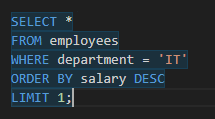 SELECT *
FROM employees
WHERE department = 'IT'
ORDER BY salary DESC
LIMIT 1;